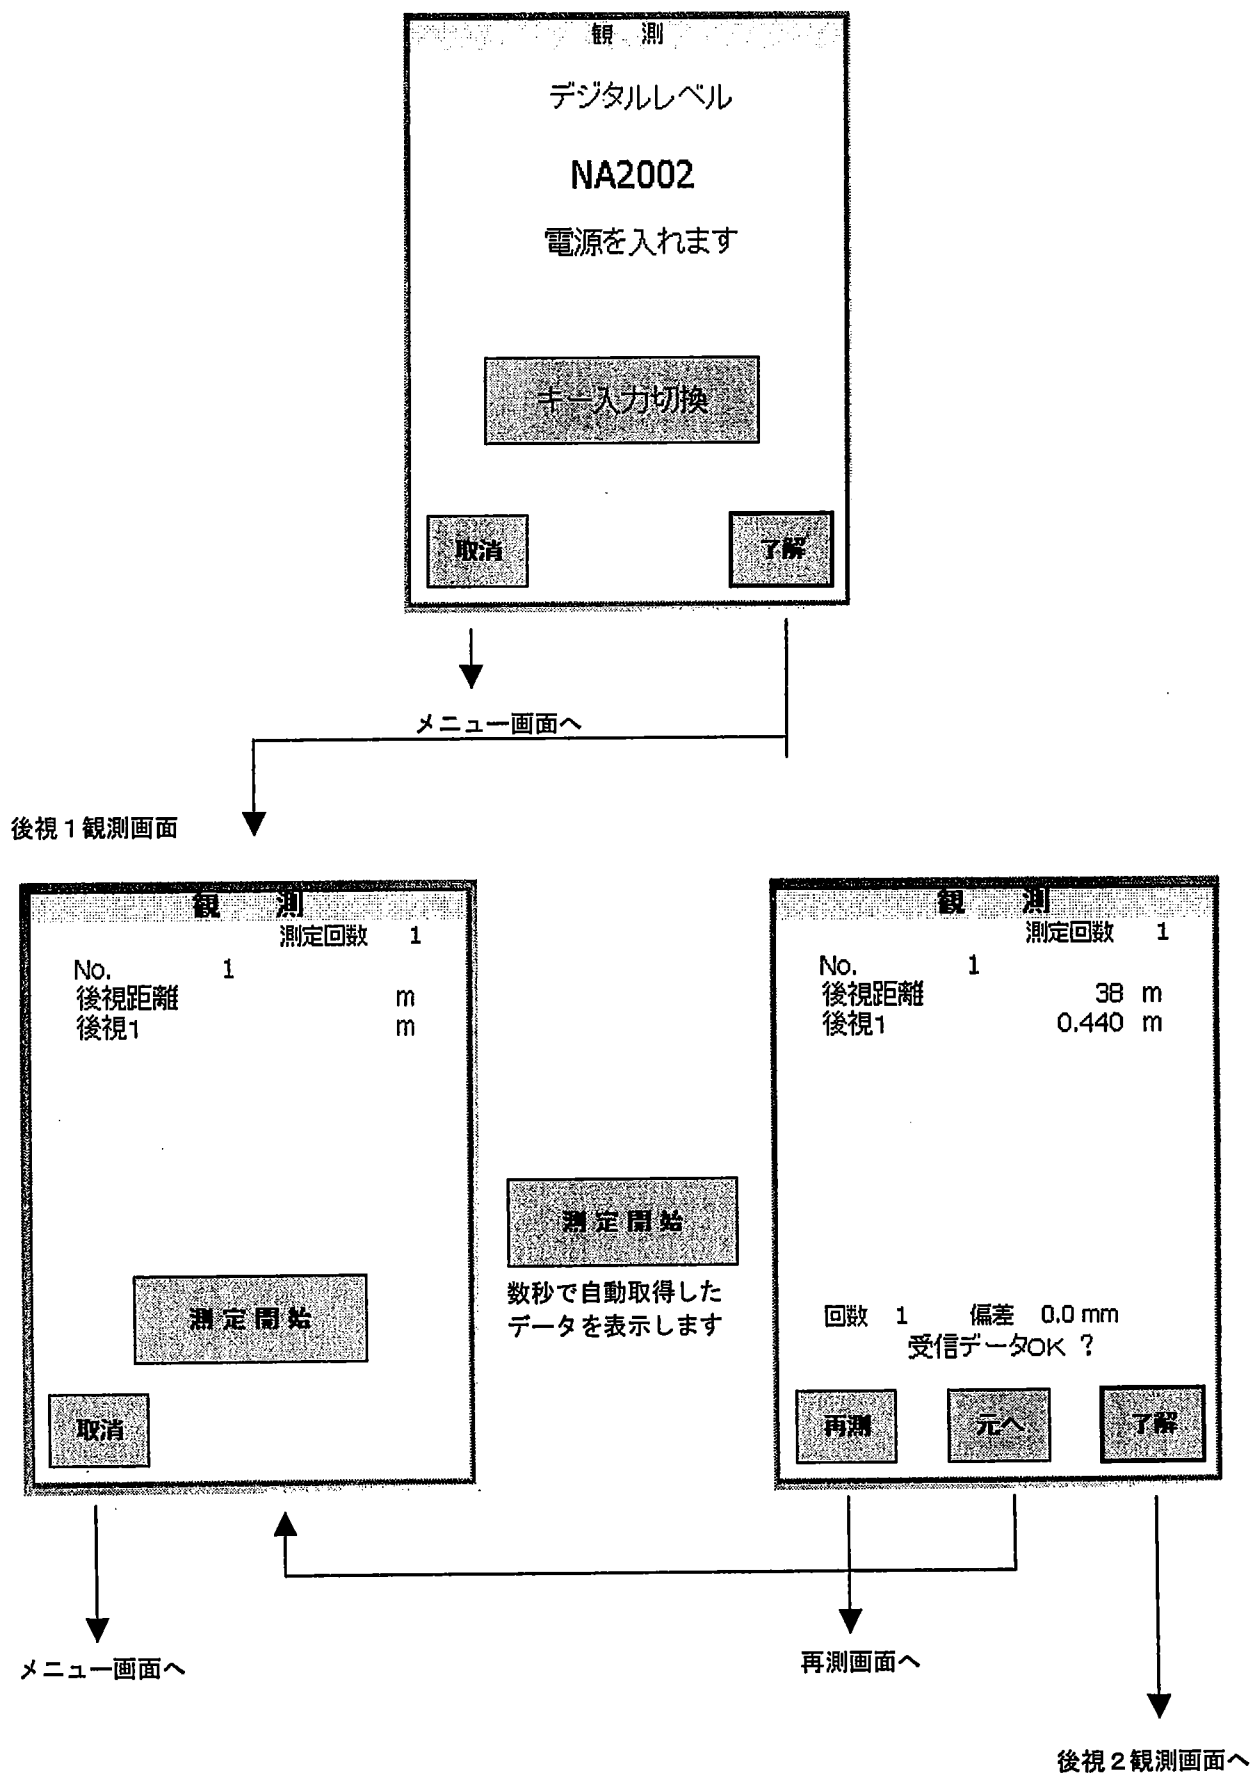 観 測
デジタルレベル
NA2002
電源を入れます
キー入力切換
取消 了解
メニュー画面へ
後視1観測画面
観 測
測定回数 1
No. 1
後視距離 m
後視1 m
測定開始
取消
測定開始
数秒で自動取得した
データを表示します
観 測
測定回数 1
No. 1
後視距離 38 m
後視1 0.440 m
回数 1 偏差 0.0 mm
受信データOK ?
再測 元へ 了解
メニュー画面へ
再測画面へ
後視2観測画面へ